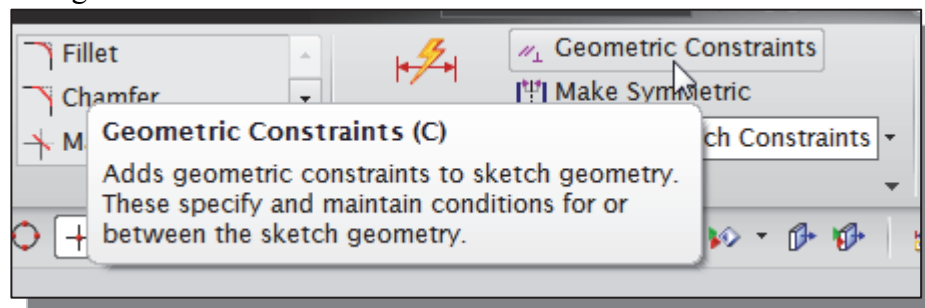 Fillet
Geometric Constraints
Chamfer
Make Symmetric
Geometric Constraints (C)
ch Constraints
Adds geometric constraints to sketch geometry.
These specify and maintain conditions for or
between the sketch geometry.